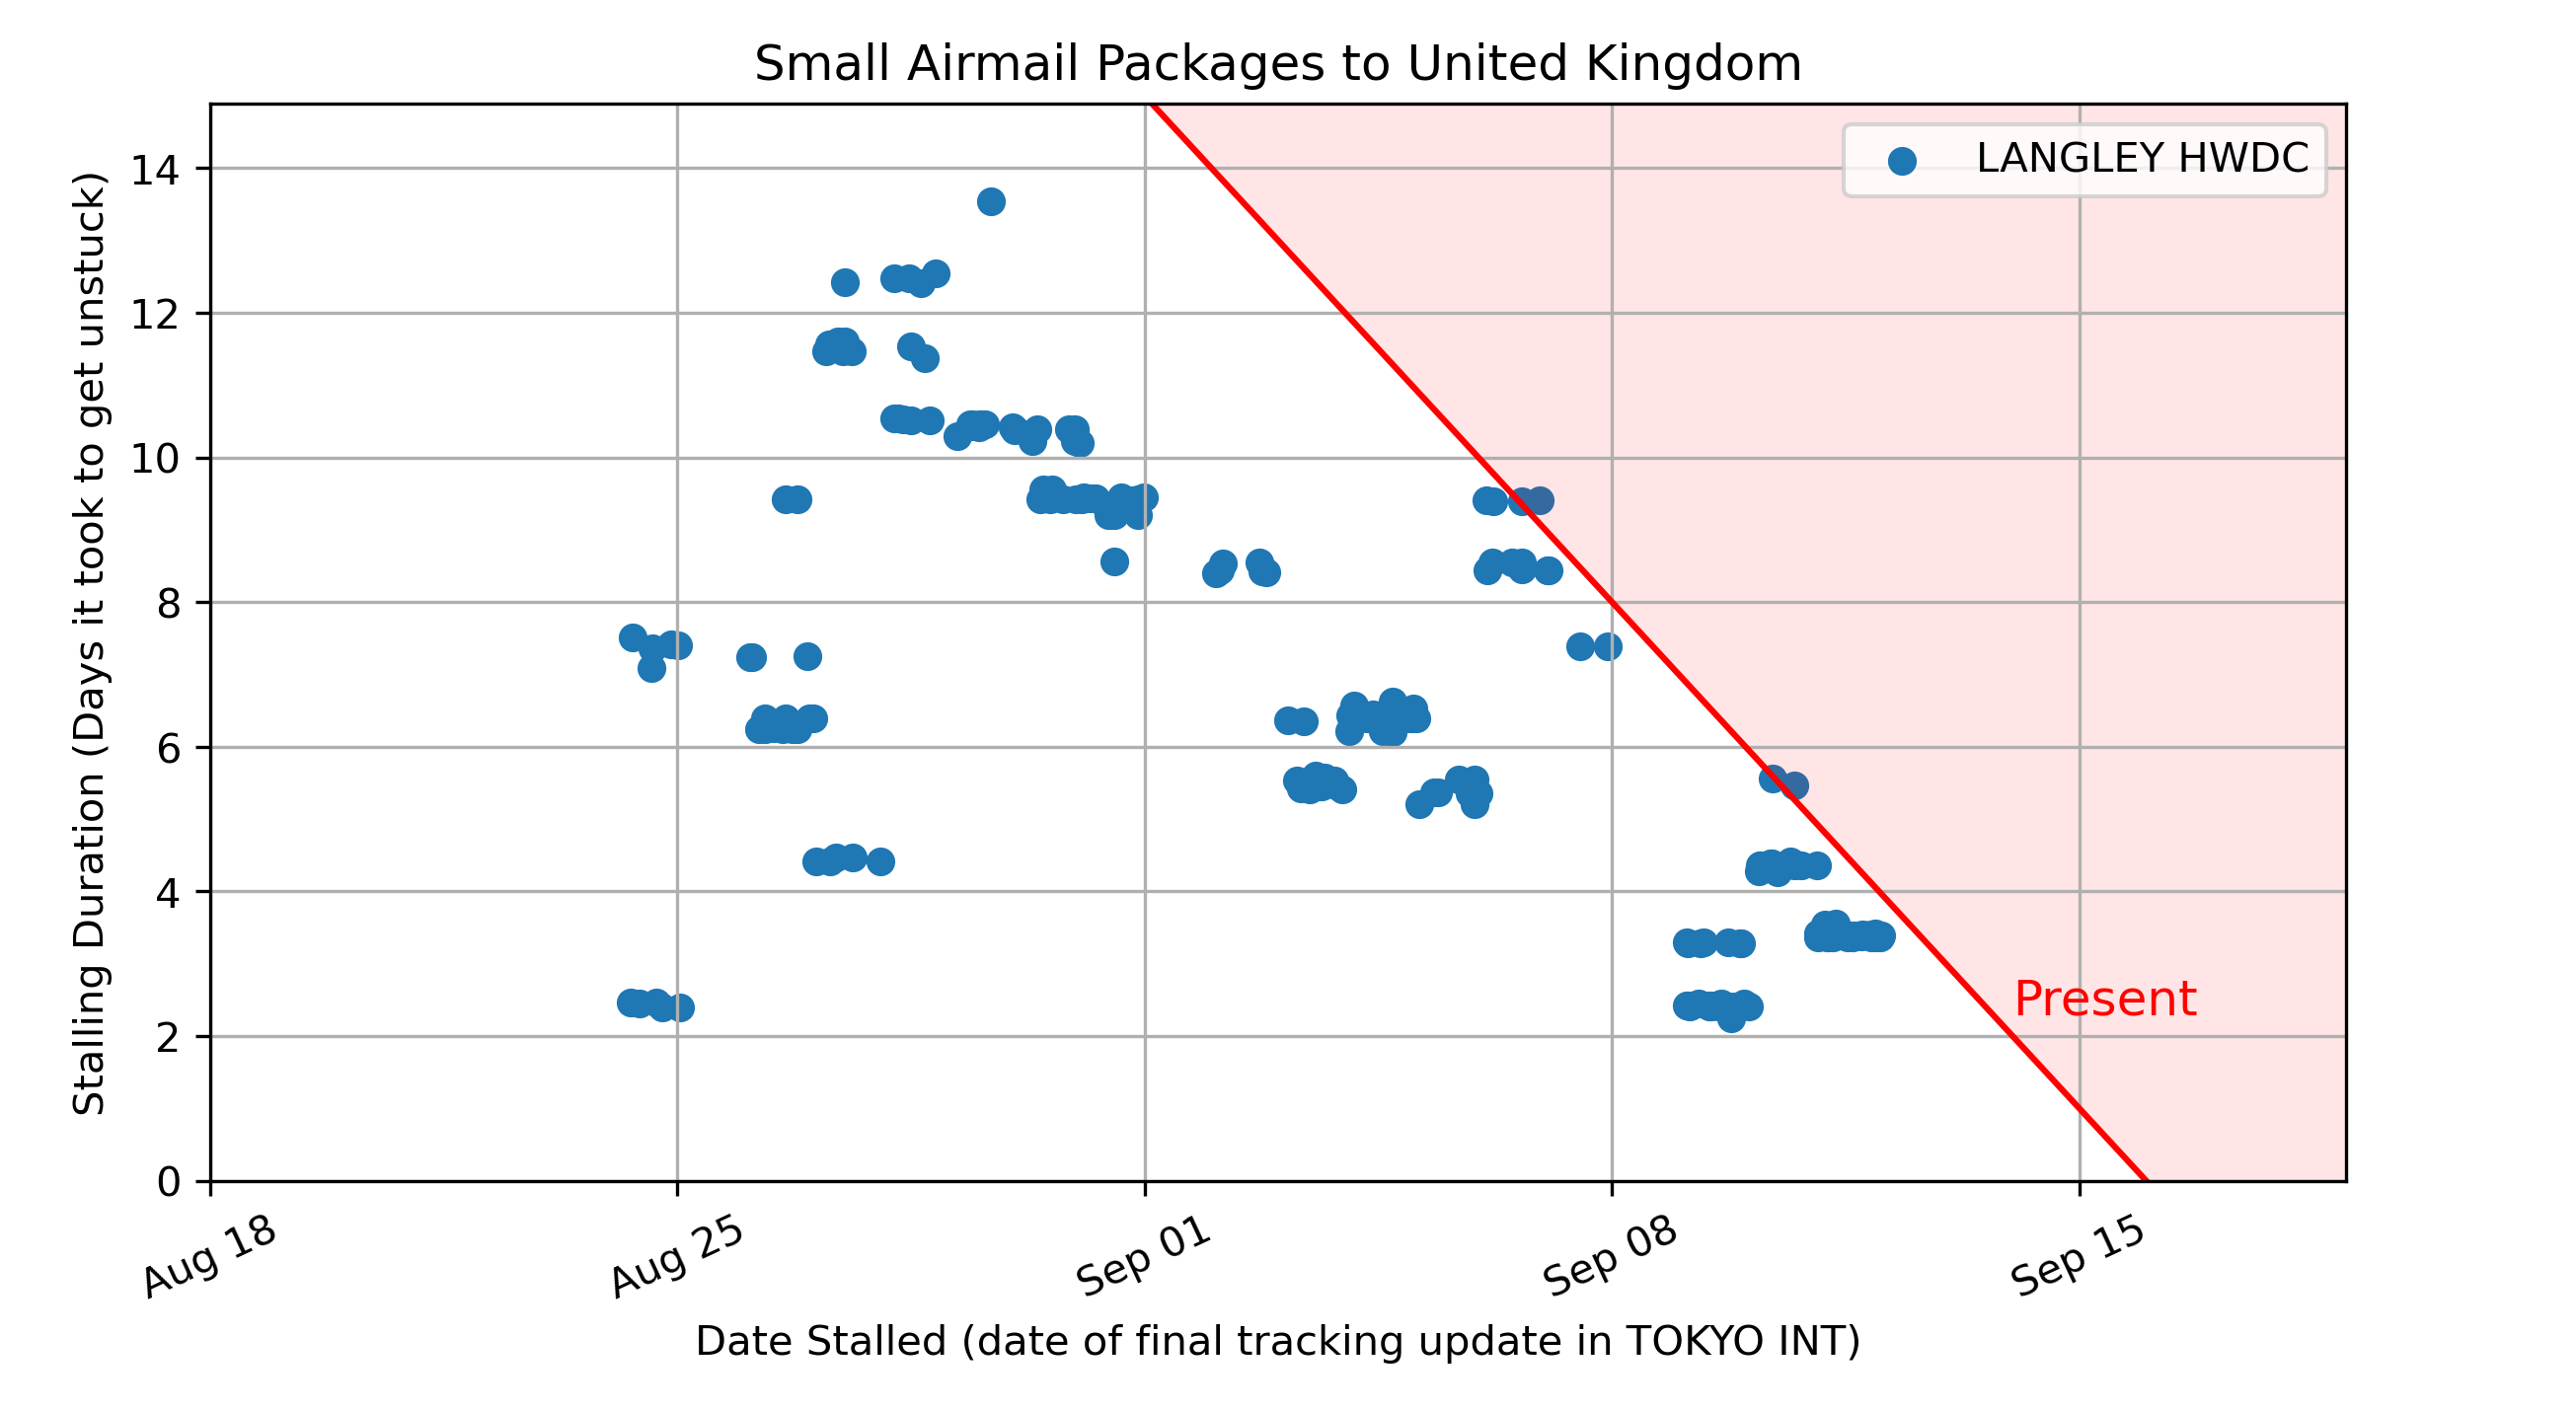 Small Airmail Packages to United Kingdom
LANGLEY HWDC
Stalling Duration (Days it took to get unstuck)
14
12
10
8
6
4
2
0
Present
Aug 18
Aug 25
Sep 01
Sep 08
Sep 15
Date Stalled (date of final tracking update in TOKYO INT)